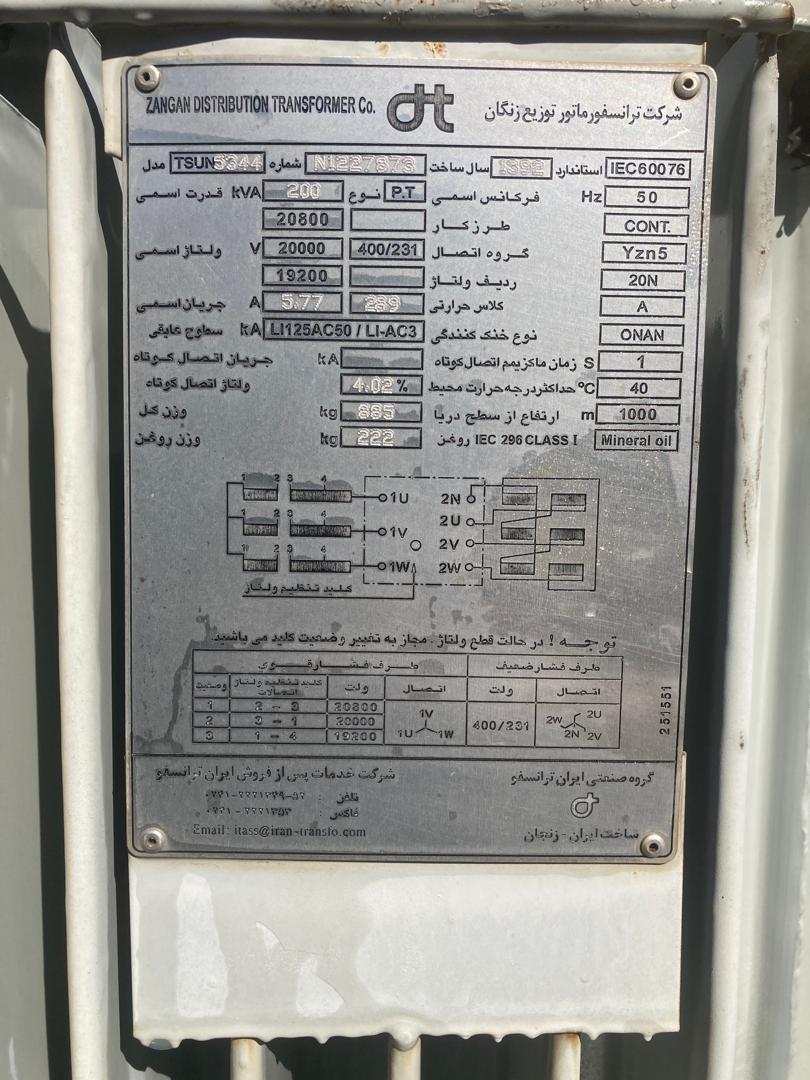 ZANGAN DISTRIBUTION TRANSFORMER Co. dt شرکت ترانسفورماتور توزیع زنگان
مدل TSUN5344 شماره N1227873 سال ساخت 1392 استاندارد IEC60076
قدرت اسمی kVA 200 نوع P.T فرکانس اسمی Hz 50
20800 طرز کار CONT.
ولتاژ اسمی V 20000 400/231 گروه اتصال Yzn5
19200 ردیف ولتاژ 20N
جریان اسمی A 5.77 289 کلاس حرارتی A
سطوح عایقی kA LI125AC50 / LI-AC3 نوع خنک کنندگی ONAN
جریان اتصال کوتاه kA زمان ماکزیمم اتصال کوتاه S 1
ولتاژ اتصال کوتاه 4.02 % حداکثر درجه حرارت محیط °C 40
وزن کل kg 885 ارتفاع از سطح دریا m 1000
وزن روغن kg 222 روغن IEC 296 CLASS I Mineral oil
1 2 3 4 1U 2N
2U
1 2 3 4 1V 2V
1 2 3 4 1W 2W
کلید تنظیم ولتاژ
توجه ! در حالت قطع ولتاژ ، مجاز به تغییر وضعیت کلید می باشید.
طرف فشار قوی طرف فشار ضعیف
وضعیت کلید تنظیم ولتاژ اتصالات ولت اتصال ولت اتصال
1 2 - 3 20800
2 3 - 1 20000 1V 1U 1W 400/231 2W 2U 2N 2V
3 1 - 4 19200
251551
شرکت خدمات پس از فروش ایران ترانسفو گروه صنعتی ایران ترانسفو
تلفن :
فاکس :
Email: itass@iran-transfo.com ساخت ایران - زنجان